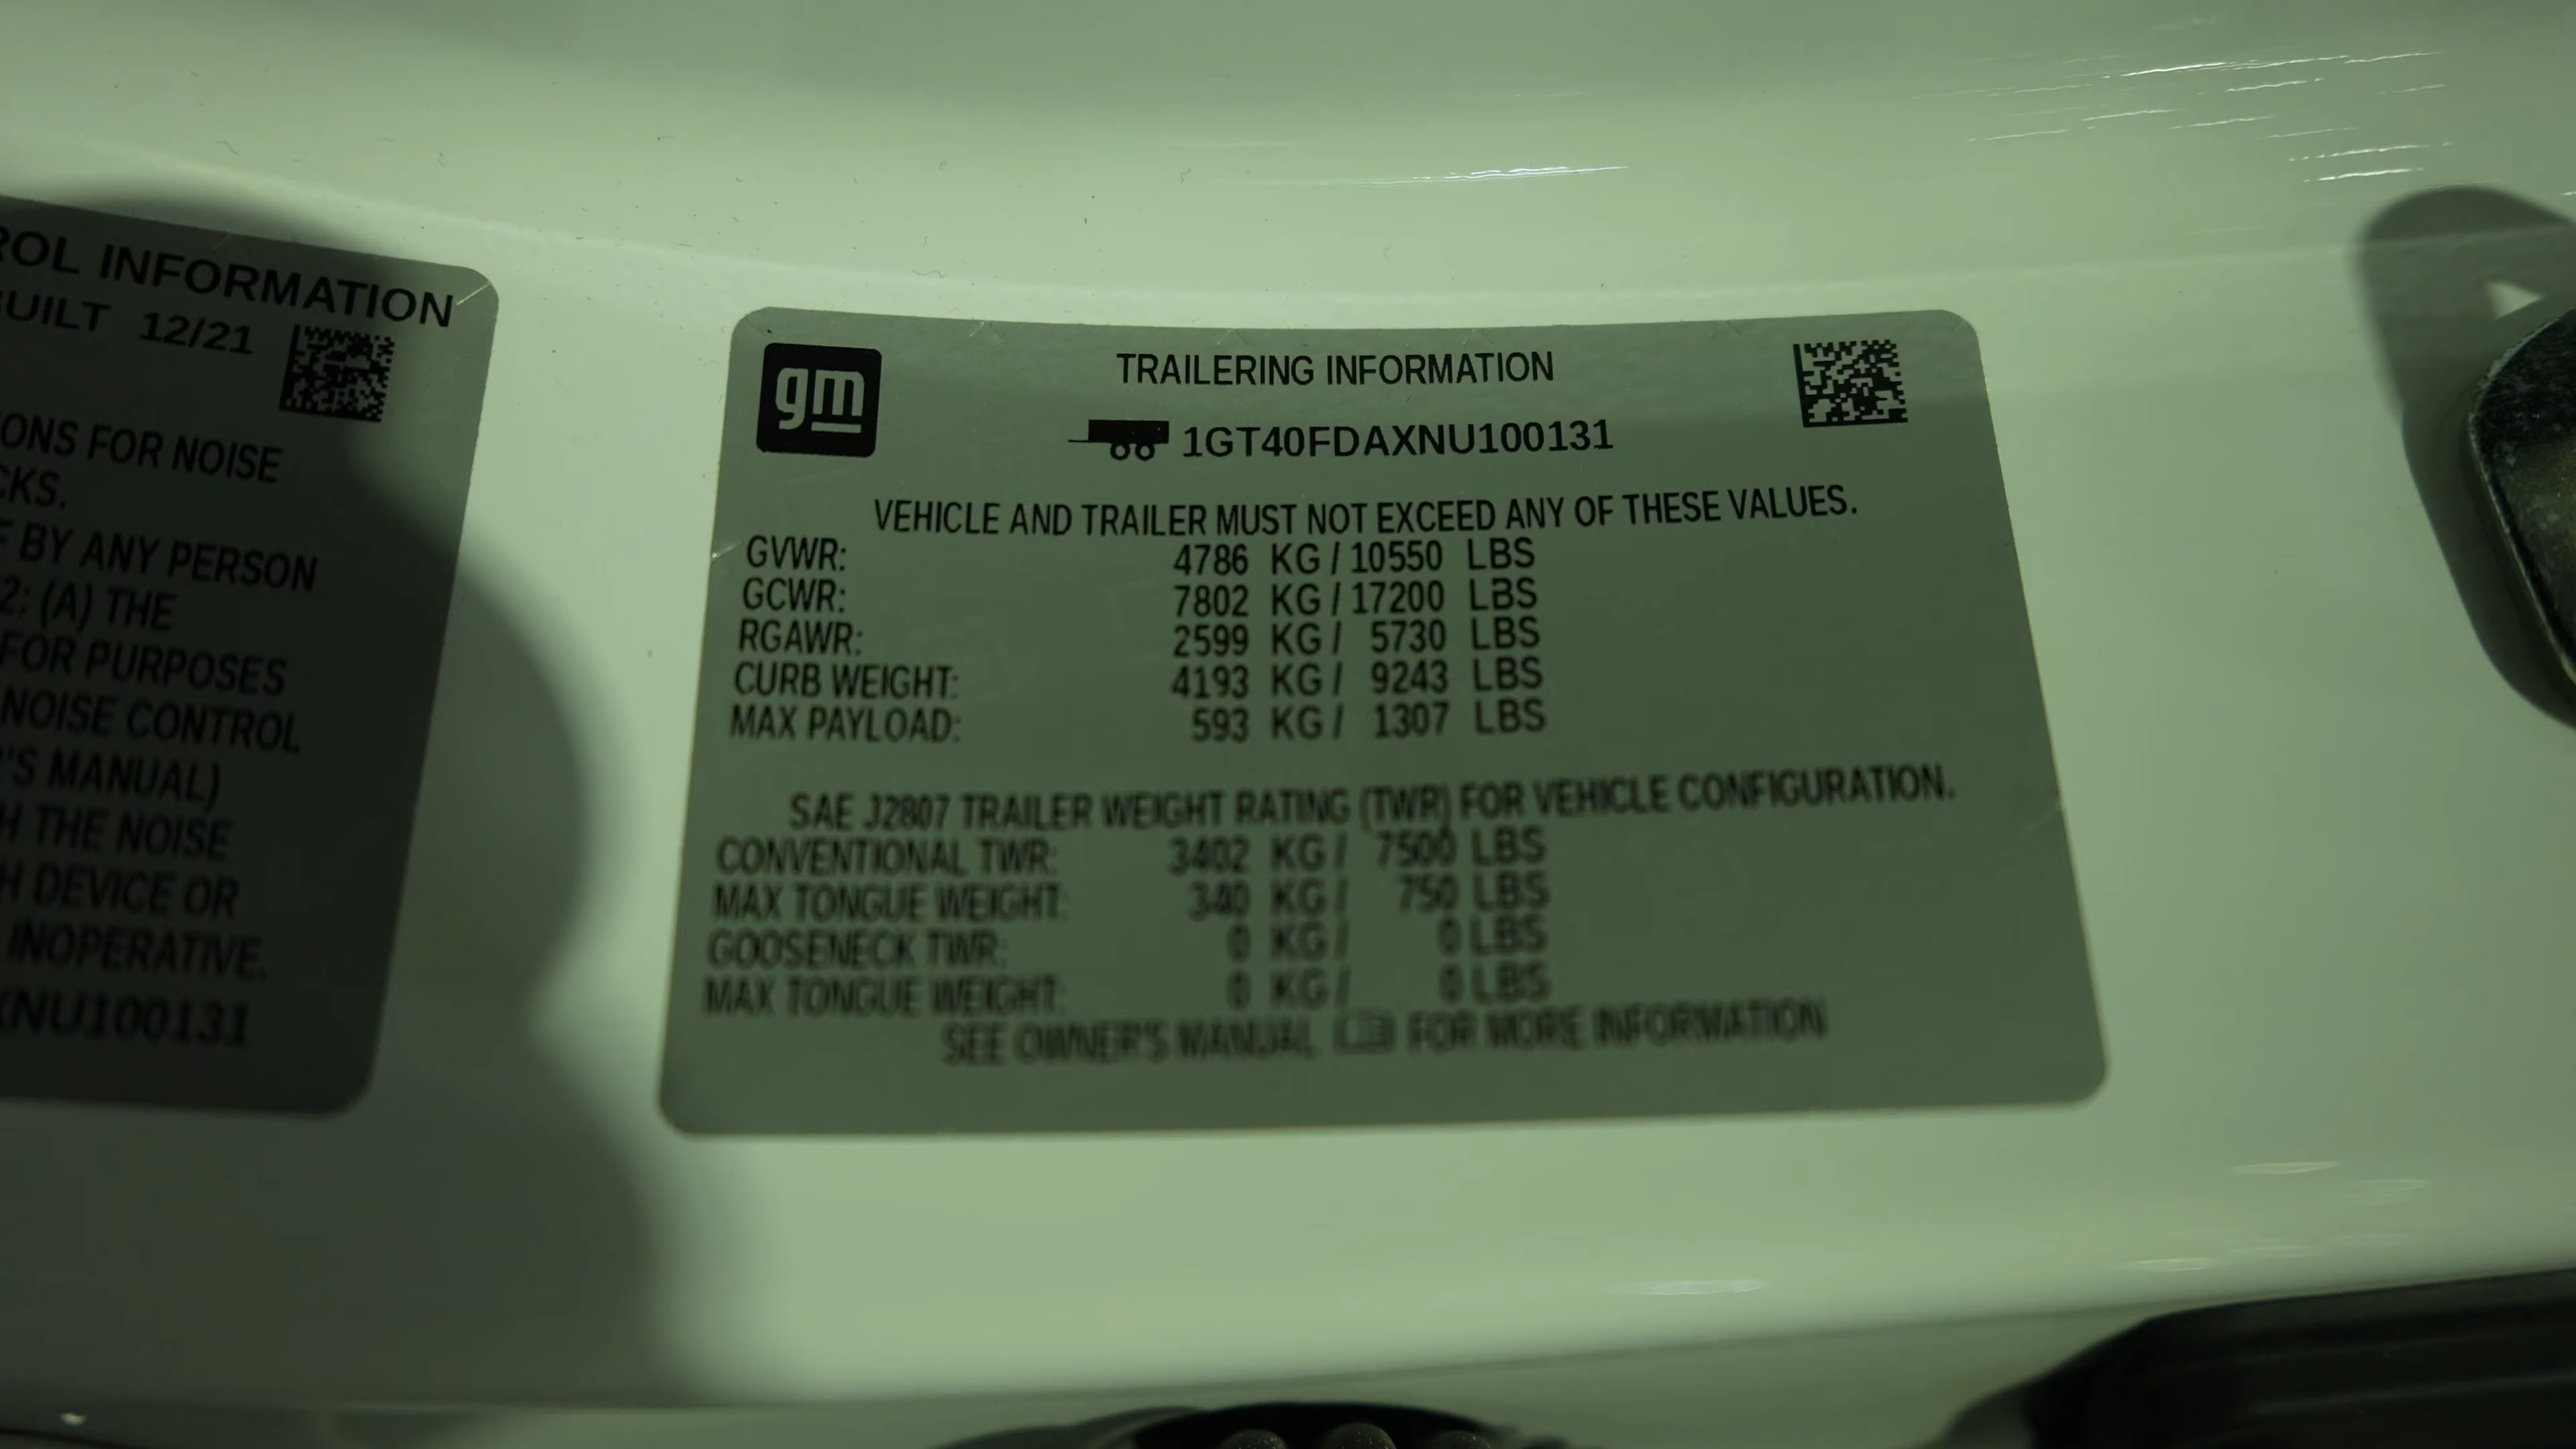 ROL INFORMATION
BUILT 12/21
ONS FOR NOISE
CKS.
F BY ANY PERSON
2: (A) THE
FOR PURPOSES
NOISE CONTROL
'S MANUAL)
H THE NOISE
H DEVICE OR
INOPERATIVE.
XNU100131
gm
TRAILERING INFORMATION
1GT40FDAXNU100131
VEHICLE AND TRAILER MUST NOT EXCEED ANY OF THESE VALUES.
GVWR: 4786 KG / 10550 LBS
GCWR: 7802 KG / 17200 LBS
RGAWR: 2599 KG / 5730 LBS
CURB WEIGHT: 4193 KG / 9243 LBS
MAX PAYLOAD: 593 KG / 1307 LBS
SAE J2807 TRAILER WEIGHT RATING (TWR) FOR VEHICLE CONFIGURATION.
CONVENTIONAL TWR: 3402 KG / 7500 LBS
MAX TONGUE WEIGHT: 340 KG / 750 LBS
GOOSENECK TWR: 0 KG / 0 LBS
MAX TONGUE WEIGHT: 0 KG / 0 LBS
SEE OWNER'S MANUAL FOR MORE INFORMATION